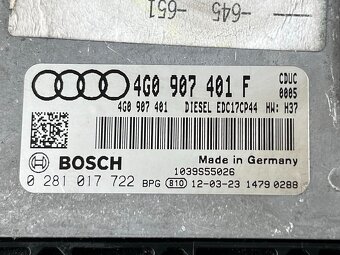 -645
-651
4G0 907 401 F
CDUC
0005
4G0 907 401 DIESEL EDC17CP44 HW: H37
BOSCH
Made in Germany
1039S55026
0 281 017 722 BPG 810 12-03-23 1479 0288